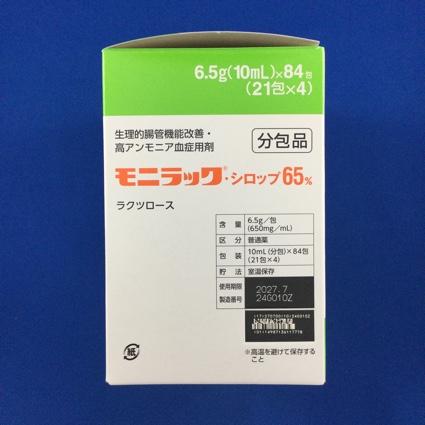 6.5g(10mL)×84包
(21包×4)
生理的腸管機能改善・
高アンモニア血症用剤
分包品
モニラック®・シロップ65%
ラクツロース
含量 6.5g/包
(650mg/mL)
区分 普通薬
包装 10mL(分包)×84包
(21包×4)
貯法 室温保存
使用期限 2027.7
製造番号 24G010Z
※高温を避けて保存する
こと
紙